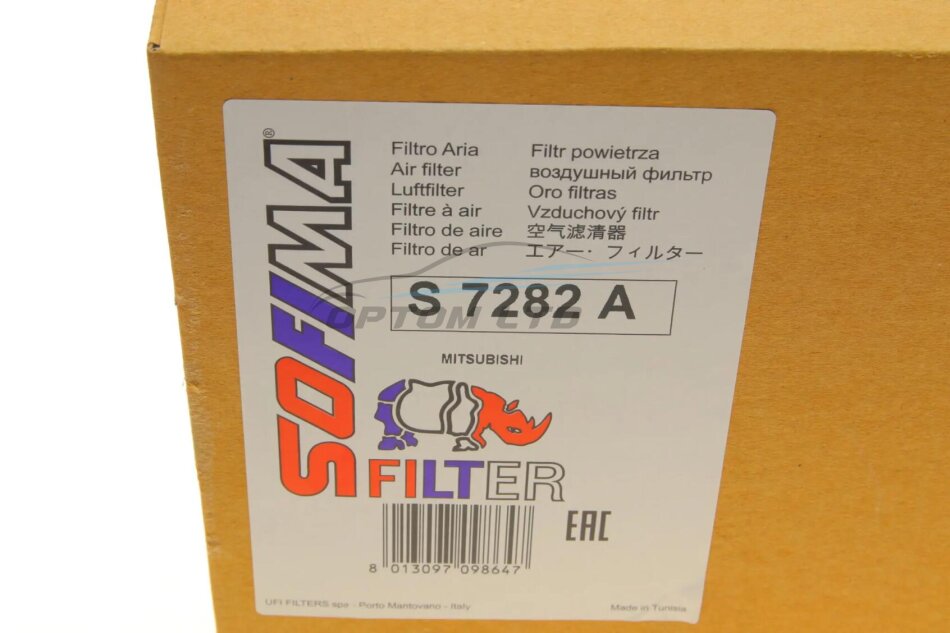 SOFIMA®
Filtro Aria
Air filter
Luftfilter
Filtre à air
Filtro de aire
Filtro de ar
Filtr powietrza
воздушный фильтр
Oro filtras
Vzduchový filtr
空气滤清器
エアー・フィルター
S 7282 A
OPTOM LTD
MITSUBISHI
FILTER
8 013097 098647
EAC
UFI FILTERS spa - Porto Mantovano - Italy
Made in Tunisia